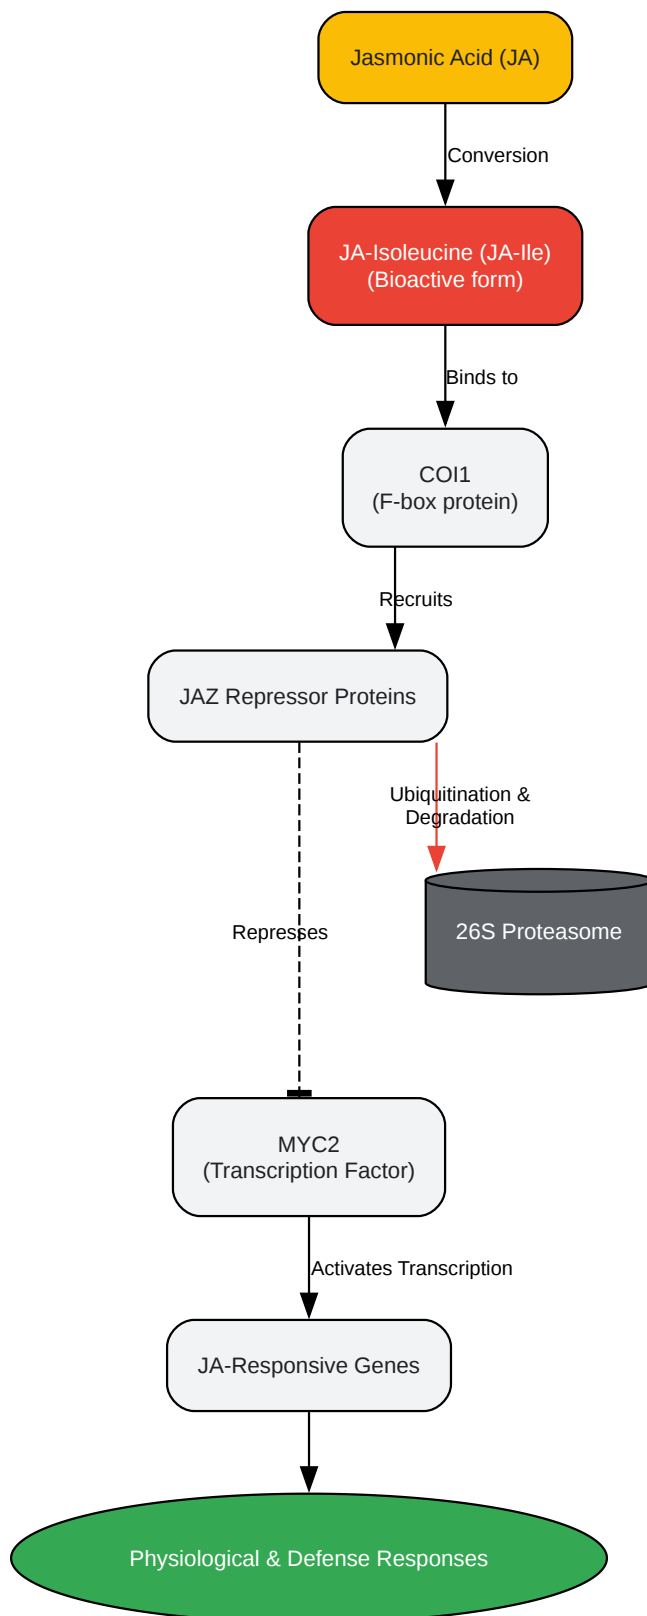 Jasmonic Acid (JA)
Conversion
JA-Isoleucine (JA-Ile)
(Bioactive form)
Binds to
COI1
(F-box protein)
Recruits
JAZ Repressor Proteins
Ubiquitination &
Degradation
26S Proteasome
Represses
MYC2
(Transcription Factor)
Activates Transcription
JA-Responsive Genes
Physiological & Defense Responses